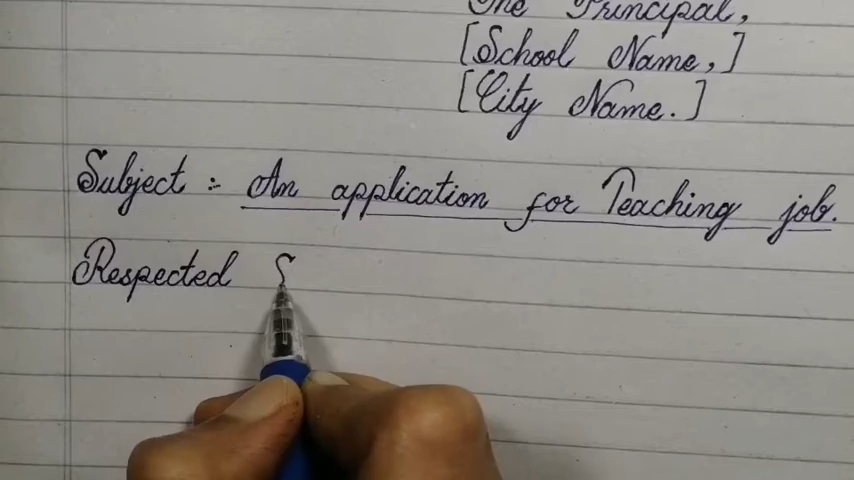 The Principal,
[School Name,]
[City Name.]
Subject :- An application for Teaching job.
Respected S